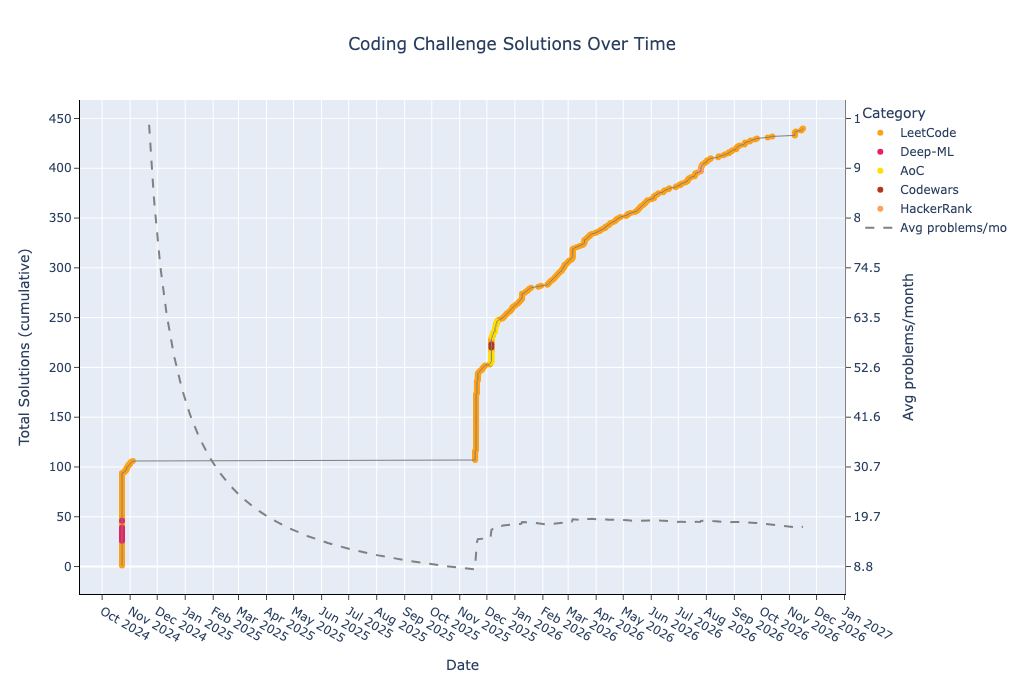 Coding Challenge Solutions Over Time
Total Solutions (cumulative)
450
400
350
300
250
200
150
100
50
0
1
9
8
74.5
63.5
52.6
41.6
30.7
19.7
8.8
Avg problems/month
Category
LeetCode
Deep-ML
AoC
Codewars
HackerRank
Avg problems/mo
Oct 2024
Nov 2024
Dec 2024
Jan 2025
Feb 2025
Mar 2025
Apr 2025
May 2025
Jun 2025
Jul 2025
Aug 2025
Sep 2025
Oct 2025
Nov 2025
Dec 2025
Jan 2026
Feb 2026
Mar 2026
Apr 2026
May 2026
Jun 2026
Jul 2026
Aug 2026
Sep 2026
Oct 2026
Nov 2026
Dec 2026
Jan 2027
Date